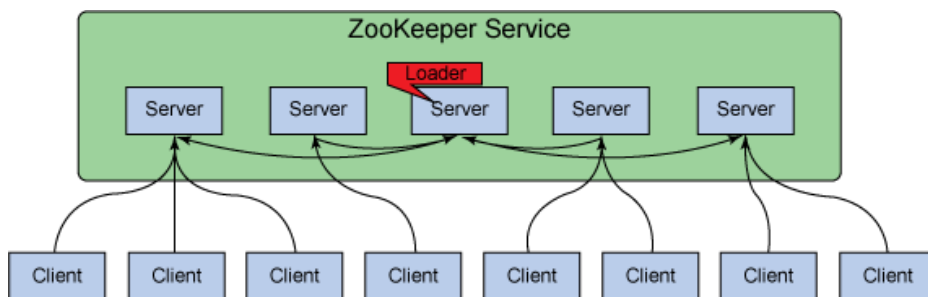 ZooKeeper Service
Loader
Server
Server
Server
Server
Server
Client
Client
Client
Client
Client
Client
Client
Client